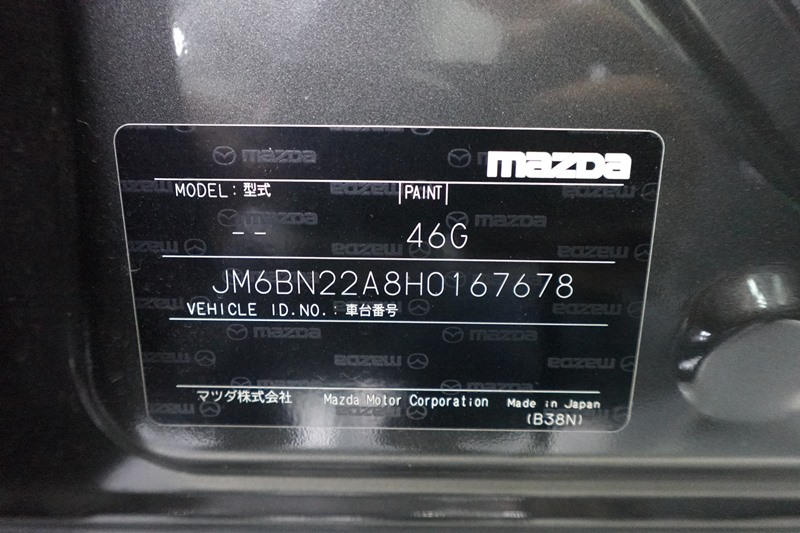 mazda
MODEL：型式 PAINT
-- 46G
JM6BN22A8H0167678
VEHICLE ID.NO.：車台番号
マツダ株式会社 Mazda Motor Corporation Made in Japan
(B38N)